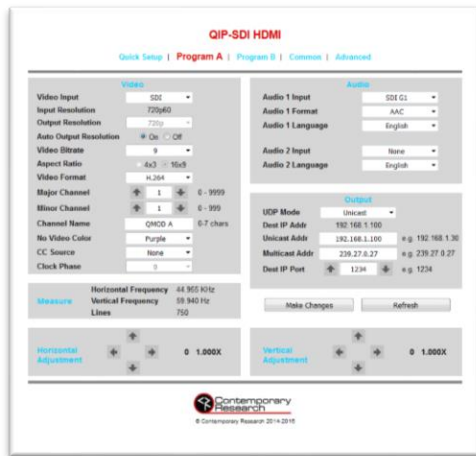 QIP-SDI HDMI
Quick Setup | Program A | Program B | Common | Advanced
Video
Video Input SDI
Input Resolution 720p60
Output Resolution 720p
Auto Output Resolution On Off
Video Bitrate 9
Aspect Ratio 4x3 16x9
Video Format H.264
Major Channel 1 0 - 9999
Minor Channel 1 0 - 999
Channel Name QMOD A 0-7 chars
No Video Color Purple
CC Source None
Clock Phase 0
Measure
Horizontal Frequency 44.955 KHz
Vertical Frequency 59.940 Hz
Lines 750
Audio
Audio 1 Input SDI G1
Audio 1 Format AAC
Audio 1 Language English
Audio 2 Input None
Audio 2 Language English
Output
UDP Mode Unicast
Dest IP Addr 192.168.1.100
Unicast Addr 192.168.1.100 e.g. 192.168.1.30
Multicast Addr 239.27.0.27 e.g. 239.27.0.27
Dest IP Port 1234 e.g. 1234
Make Changes Refresh
Horizontal Adjustment 0 1.000X
Vertical Adjustment 0 1.000X
Contemporary
Research
© Contemporary Research 2014-2015